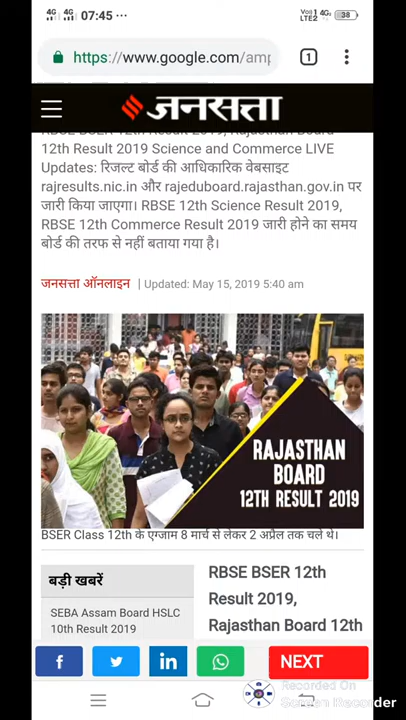 4G 4G 07:45 ...
Vo)) 1 4G
LTE2
38
https://www.google.com/amp
1
जनसत्ता
RBSE BSER 12th Result 2019, Rajasthan Board
12th Result 2019 Science and Commerce LIVE
Updates: रिजल्ट बोर्ड की आधिकारिक वेबसाइट
rajresults.nic.in और rajeduboard.rajasthan.gov.in पर
जारी किया जाएगा। RBSE 12th Science Result 2019,
RBSE 12th Commerce Result 2019 जारी होने का समय
बोर्ड की तरफ से नहीं बताया गया है।
जनसत्ता ऑनलाइन | Updated: May 15, 2019 5:40 am
RAJASTHAN
BOARD
12TH RESULT 2019
BSER Class 12th के एग्जाम 8 मार्च से लेकर 2 अप्रैल तक चले थे।
बड़ी खबरें
SEBA Assam Board HSLC
10th Result 2019
RBSE BSER 12th
Result 2019,
Rajasthan Board 12th
f
in
NEXT
Recorded On
Screen Recorder